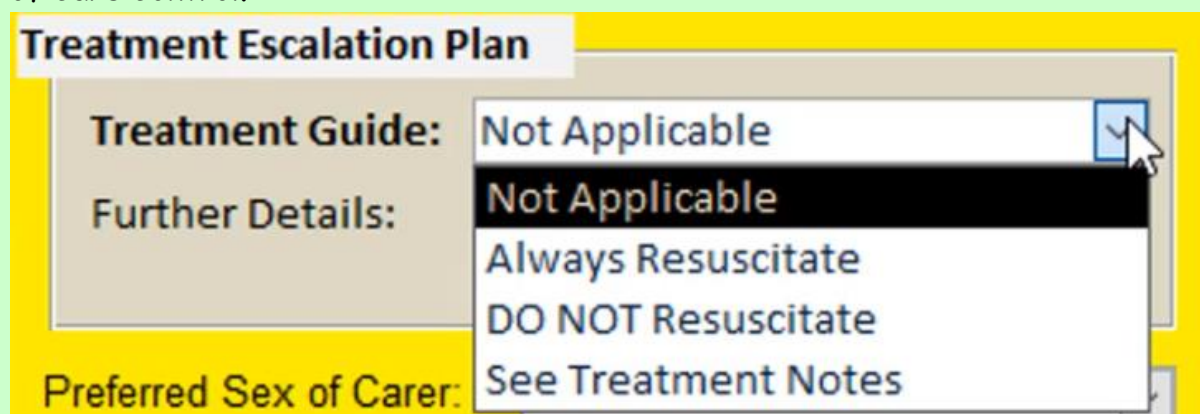 Treatment Escalation Plan
Treatment Guide: Not Applicable
Not Applicable
Further Details:
Always Resuscitate
DO NOT Resuscitate
See Treatment Notes
Preferred Sex of Carer: